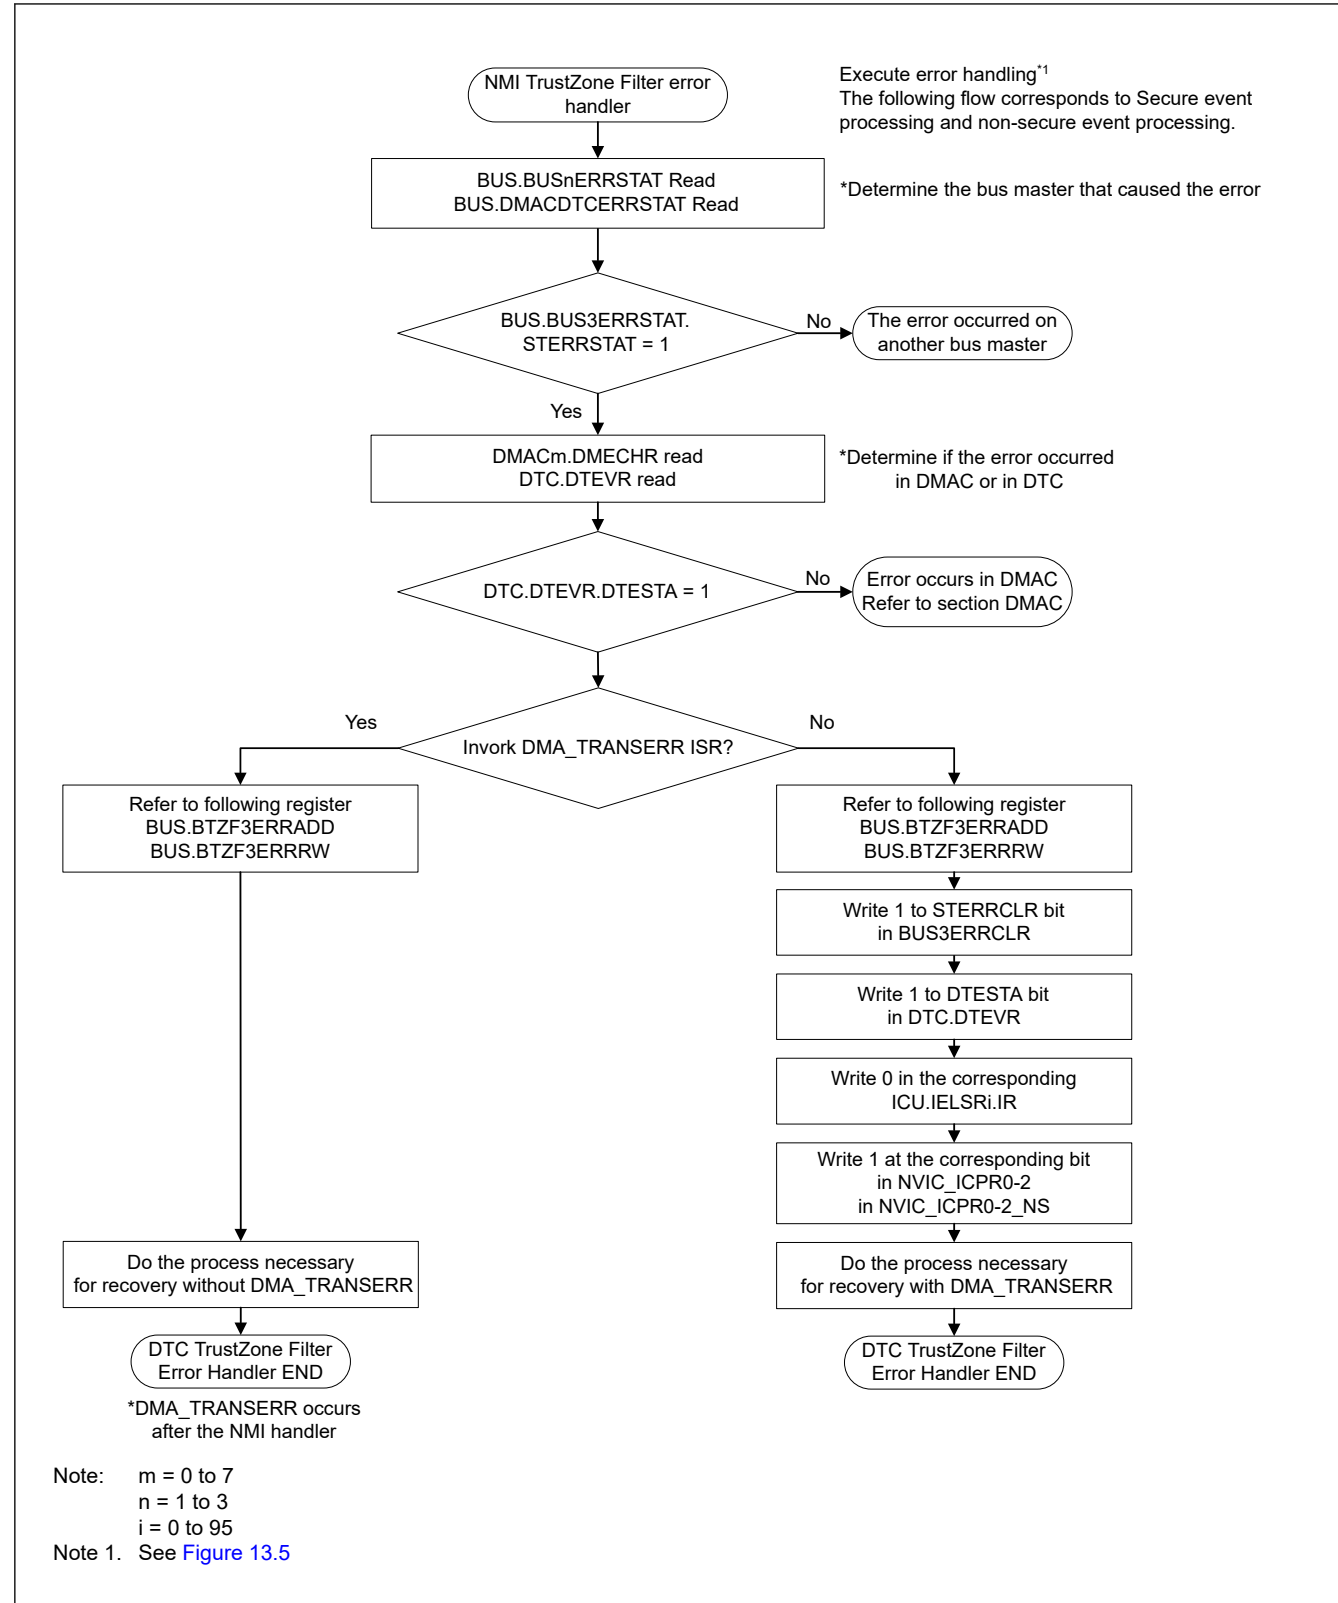 NMI TrustZone Filter error
handler
Execute error handling*1
The following flow corresponds to Secure event
processing and non-secure event processing.
BUS.BUSnERRSTAT Read
BUS.DMACDTCERRSTAT Read
*Determine the bus master that caused the error
BUS.BUS3ERRSTAT.
STERRSTAT = 1
No
The error occurred on
another bus master
Yes
DMACm.DMECHR read
DTC.DTEVR read
*Determine if the error occurred
in DMAC or in DTC
DTC.DTEVR.DTESTA = 1
No
Error occurs in DMAC
Refer to section DMAC
Yes
Invork DMA_TRANSERR ISR?
No
Refer to following register
BUS.BTZF3ERRADD
BUS.BTZF3ERRRW
Refer to following register
BUS.BTZF3ERRADD
BUS.BTZF3ERRRW
Write 1 to STERRCLR bit
in BUS3ERRCLR
Write 1 to DTESTA bit
in DTC.DTEVR
Write 0 in the corresponding
ICU.IELSRi.IR
Write 1 at the corresponding bit
in NVIC_ICPR0-2
in NVIC_ICPR0-2_NS
Do the process necessary
for recovery without DMA_TRANSERR
Do the process necessary
for recovery with DMA_TRANSERR
DTC TrustZone Filter
Error Handler END
DTC TrustZone Filter
Error Handler END
*DMA_TRANSERR occurs
after the NMI handler
Note: m = 0 to 7
n = 1 to 3
i = 0 to 95
Note 1. See Figure 13.5